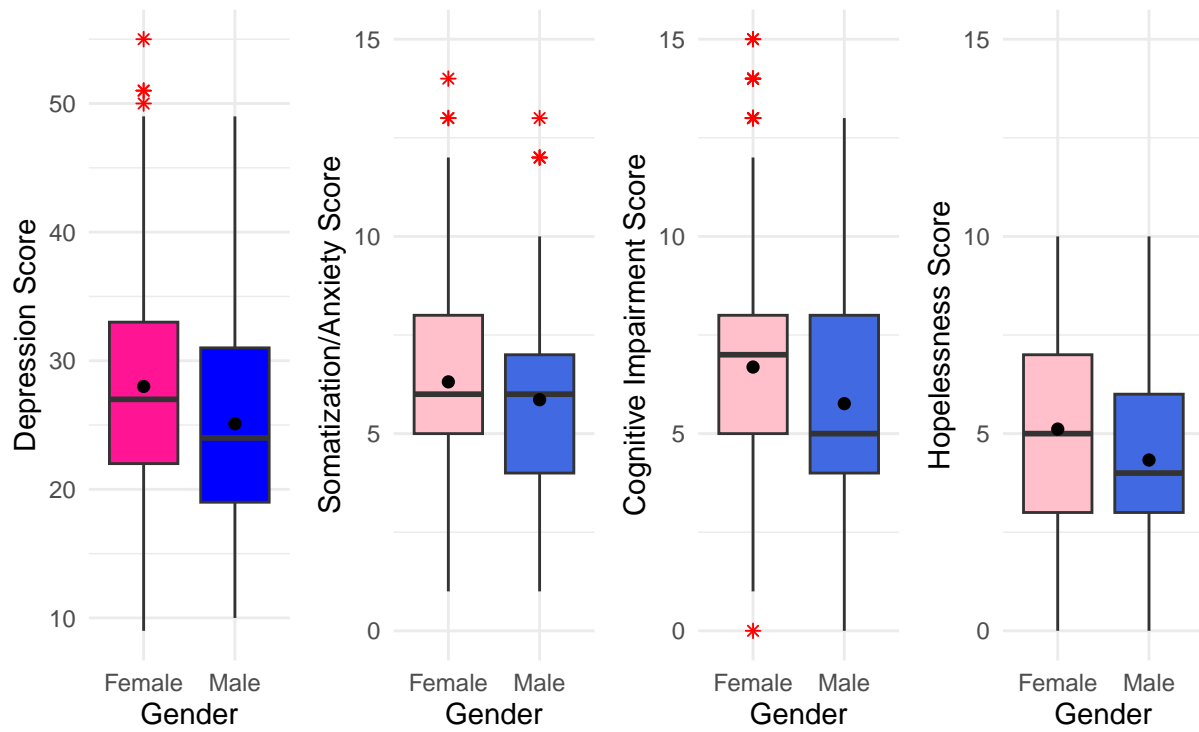 Depression Score
50
40
30
20
10
Female Male
Gender
Somatization/Anxiety Score
15
10
5
0
Female Male
Gender
Cognitive Impairment Score
15
10
5
0
Female Male
Gender
Hopelessness Score
15
10
5
0
Female Male
Gender